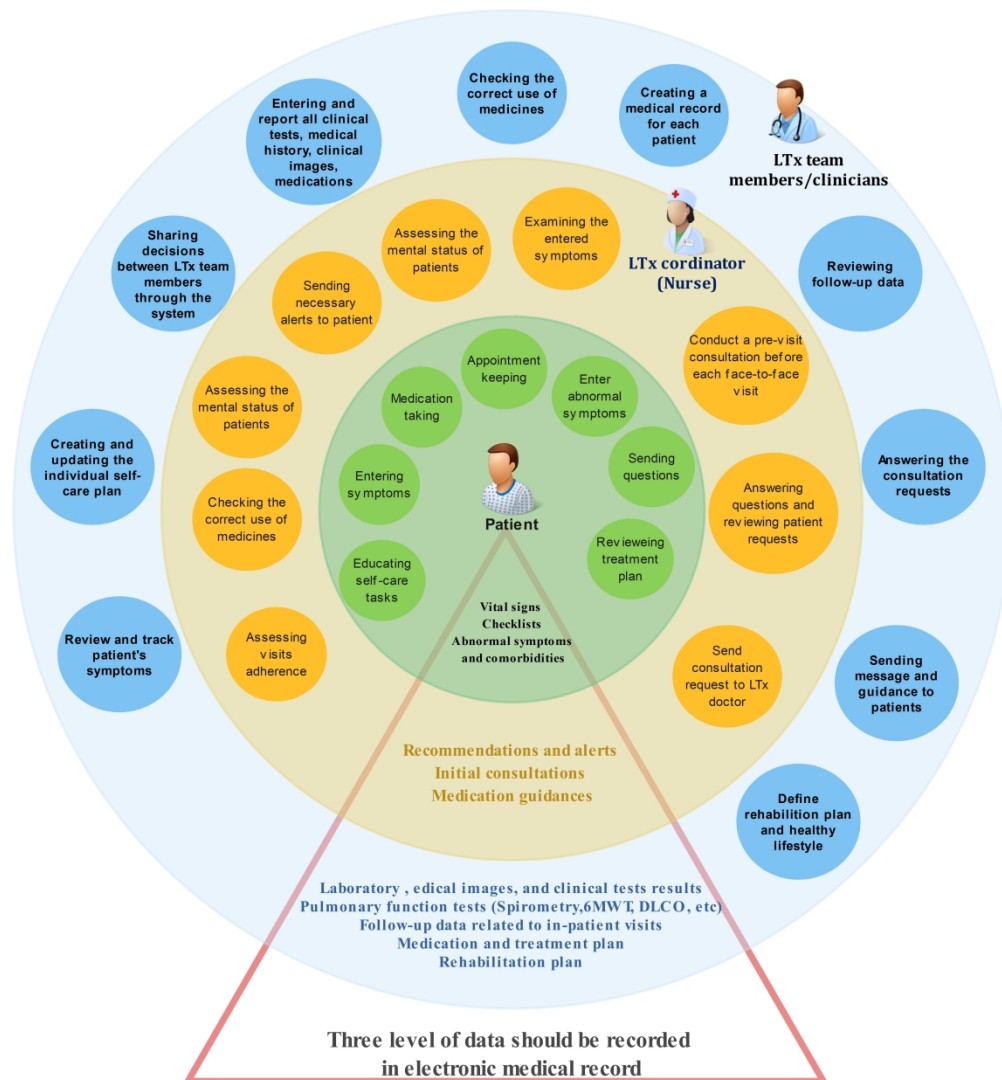 Checking the
correct use of
medicines
Creating a
medical record
for each
patient
Entering and
report all clinical
tests, medical
history, clinical
images,
medications
LTx team
members/clinicians
Sharing
decisions
between LTx team
members
through the
system
Reviewing
follow-up data
Creating and
updating the
individual self-
care plan
Answering the
consultation
requests
Review and track
patient's
symptoms
Sending
message and
guidance to
patients
Define
rehabilition plan
and healthy
lifestyle
Examining the
entered
symptoms
LTx cordinator
(Nurse)
Assessing the
mental status of
patients
Sending
necessary
alerts to patient
Conduct a pre-visit
consultation before
each face-to-face
visit
Assessing the
mental status of
patients
Checking the
correct use of
medicines
Answering
questions and
reviewing patient
requests
Assessing
visits
adherence
Send
consultation
request to LTx
doctor
Appointment
keeping
Medication
taking
Enter
abnormal
symptoms
Entering
symptoms
Sending
questions
Patient
Educating
self-care
tasks
Revieweing
treatment
plan
Vital signs
Checklists
Abnormal symptoms
and comorbidities
Recommendations and alerts
Initial consultations
Medication guidances
Laboratory , edical images, and clinical tests results
Pulmonary function tests (Spirometry,6MWT, DLCO, etc)
Follow-up data related to in-patient visits
Medication and treatment plan
Rehabilitation plan
Three level of data should be recorded
in electronic medical record